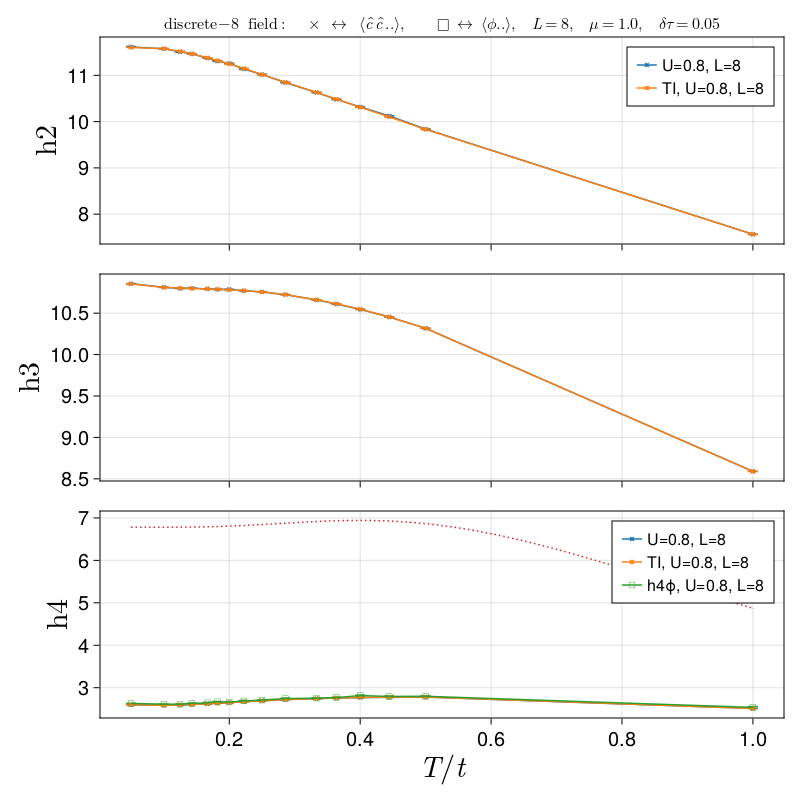 discrete−8 field: × ↔ ⟨ĉ ĉ..⟩, □ ↔ ⟨ϕ..⟩, L = 8, μ = 1.0, δτ = 0.05
h2
11
10
9
8
U=0.8, L=8
TI, U=0.8, L=8
h3
10.5
10.0
9.5
9.0
8.5
h4
7
6
5
4
3
U=0.8, L=8
TI, U=0.8, L=8
h4ϕ, U=0.8, L=8
0.2 0.4 0.6 0.8 1.0
T/t